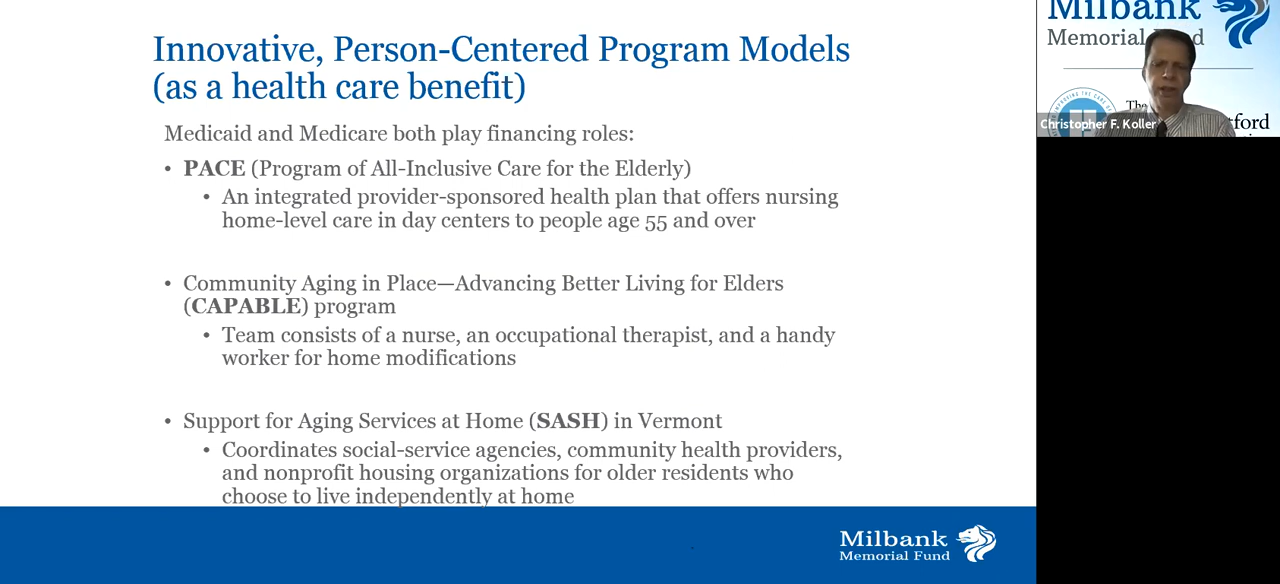 Innovative, Person-Centered Program Models
(as a health care benefit)
Medicaid and Medicare both play financing roles:
• PACE (Program of All-Inclusive Care for the Elderly)
• An integrated provider-sponsored health plan that offers nursing
home-level care in day centers to people age 55 and over
• Community Aging in Place—Advancing Better Living for Elders
(CAPABLE) program
• Team consists of a nurse, an occupational therapist, and a handy
worker for home modifications
• Support for Aging Services at Home (SASH) in Vermont
• Coordinates social-service agencies, community health providers,
and nonprofit housing organizations for older residents who
choose to live independently at home
Milbank
Memorial Fund
Milbank
Memorial
The
Christopher F. Koller